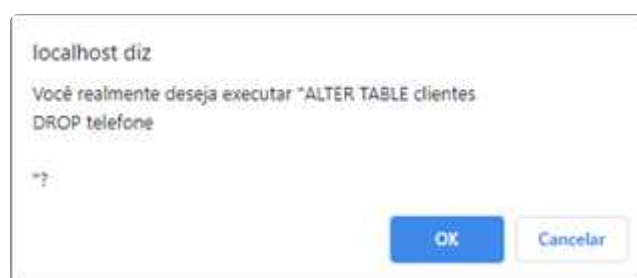 localhost diz
Você realmente deseja executar "ALTER TABLE clientes
DROP telefone
"?
OK
Cancelar